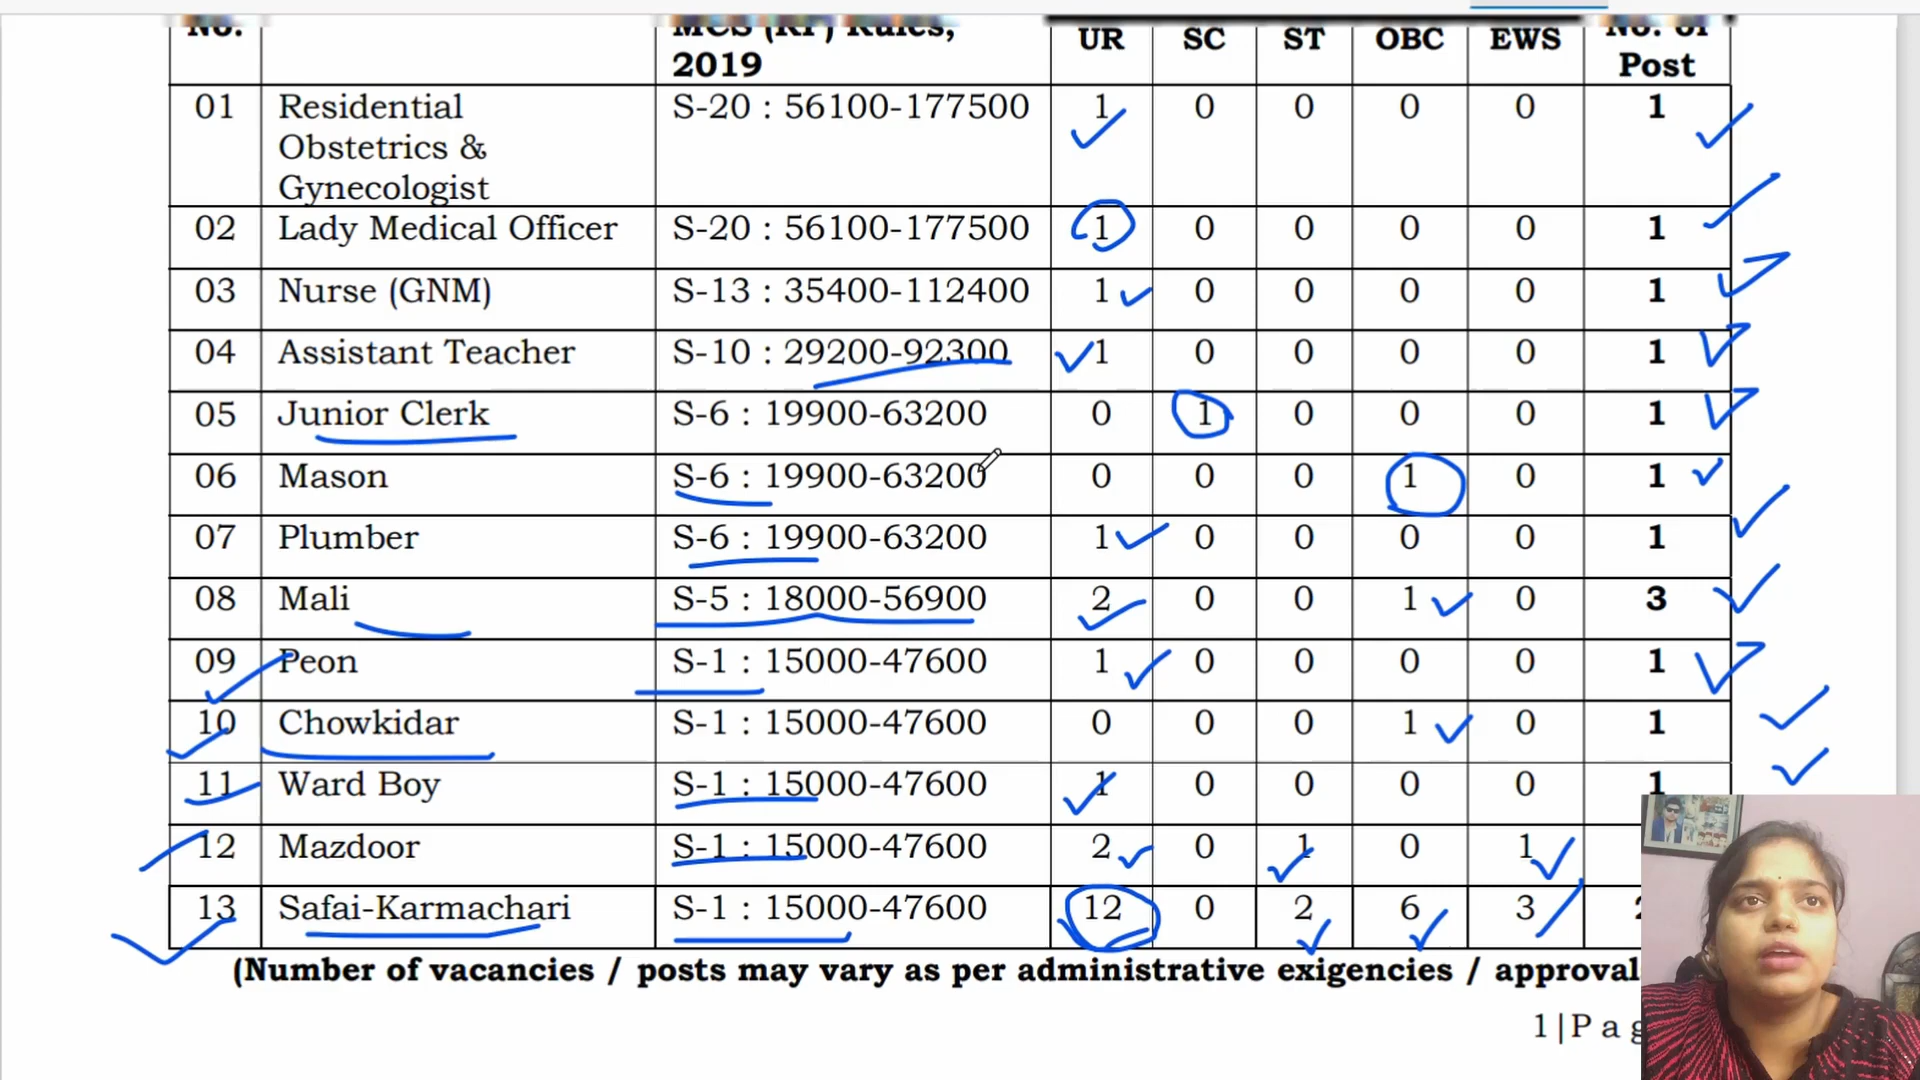 No. MCS (RP) Rules, UR SC ST OBC EWS No. of
2019 Post
01 Residential S-20 : 56100-177500 1 0 0 0 0 1
Obstetrics &
Gynecologist
02 Lady Medical Officer S-20 : 56100-177500 1 0 0 0 0 1
03 Nurse (GNM) S-13 : 35400-112400 1 0 0 0 0 1
04 Assistant Teacher S-10 : 29200-92300 1 0 0 0 0 1
05 Junior Clerk S-6 : 19900-63200 0 1 0 0 0 1
06 Mason S-6 : 19900-63200 0 0 0 1 0 1
07 Plumber S-6 : 19900-63200 1 0 0 0 0 1
08 Mali S-5 : 18000-56900 2 0 0 1 0 3
09 Peon S-1 : 15000-47600 1 0 0 0 0 1
10 Chowkidar S-1 : 15000-47600 0 0 0 1 0 1
11 Ward Boy S-1 : 15000-47600 1 0 0 0 0 1
12 Mazdoor S-1 : 15000-47600 2 0 1 0 1
13 Safai-Karmachari S-1 : 15000-47600 12 0 2 6 3
(Number of vacancies / posts may vary as per administrative exigencies / approval
1|Pag